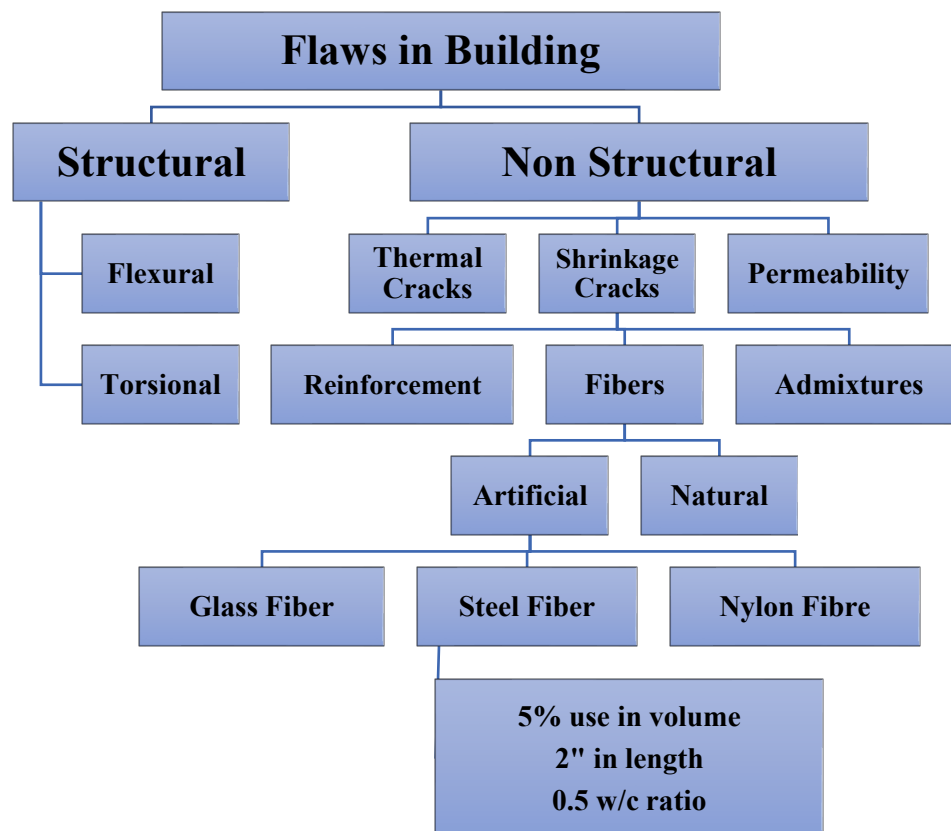 Flaws in Building
Structural
Non Structural
Flexural
Torsional
Thermal
Cracks
Shrinkage
Cracks
Permeability
Reinforcement
Fibers
Admixtures
Artificial
Natural
Glass Fiber
Steel Fiber
Nylon Fibre
5% use in volume
2" in length
0.5 w/c ratio